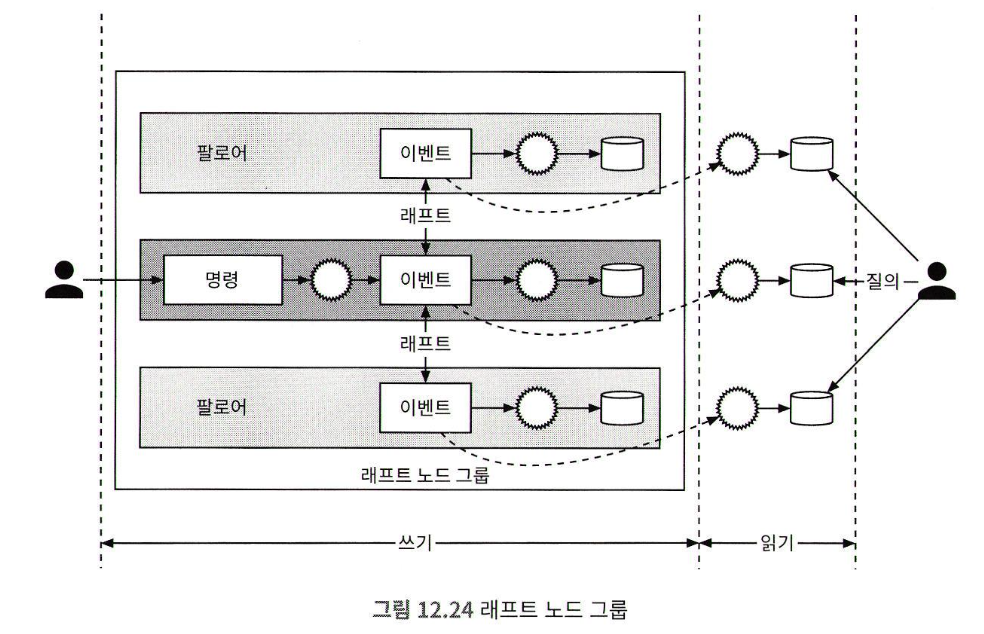 팔로어
이벤트
래프트
명령
이벤트
질의
래프트
팔로어
이벤트
래프트 노드 그룹
쓰기
읽기
그림 12.24 래프트 노드 그룹